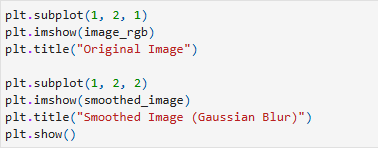 plt.subplot(1, 2, 1)
plt.imshow(image_rgb)
plt.title("Original Image")
plt.subplot(1, 2, 2)
plt.imshow(smoothed_image)
plt.title("Smoothed Image (Gaussian Blur)")
plt.show()